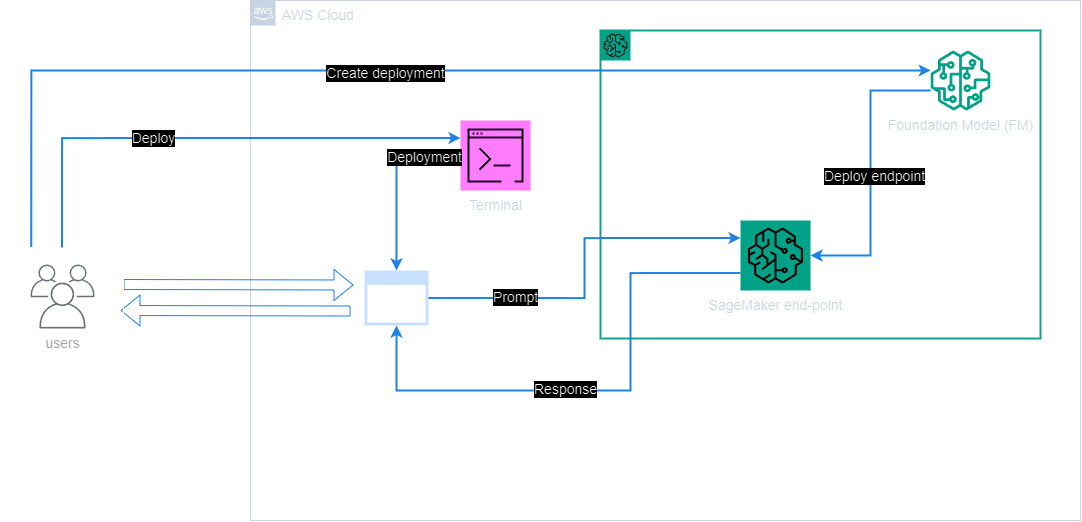 aws
AWS Cloud
Create deployment
Foundation Model (FM)
Deploy
Deployment
Deploy endpoint
Terminal
Prompt
SageMaker end-point
users
Response